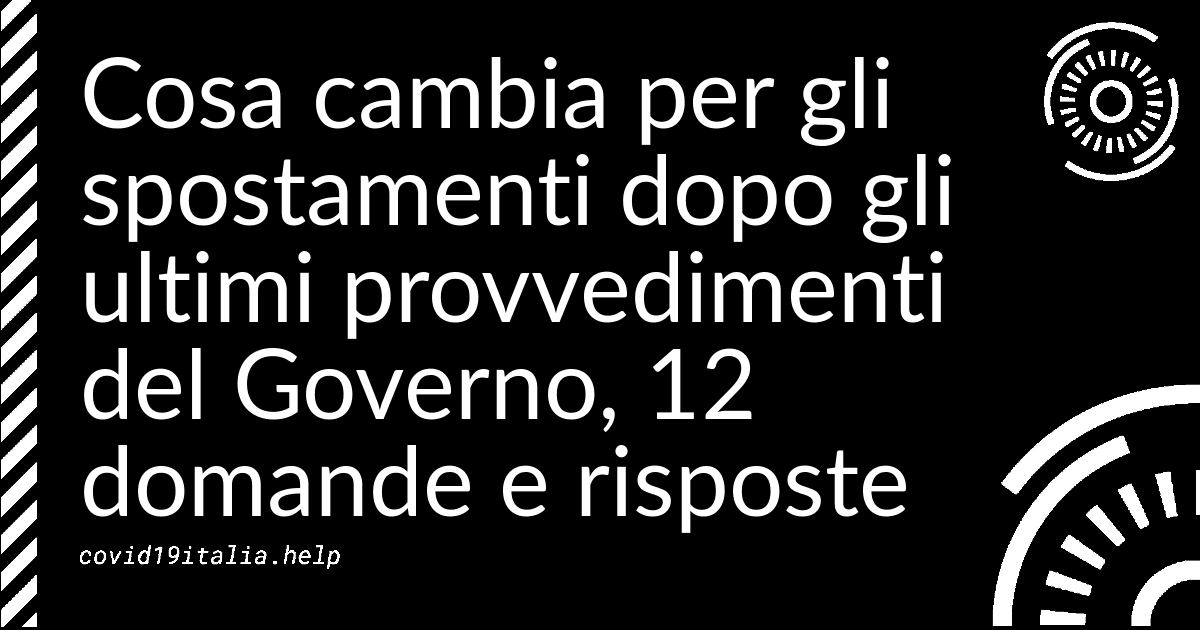 Cosa cambia per gli
spostamenti dopo gli
ultimi provvedimenti
del Governo, 12
domande e risposte
covid19italia.help